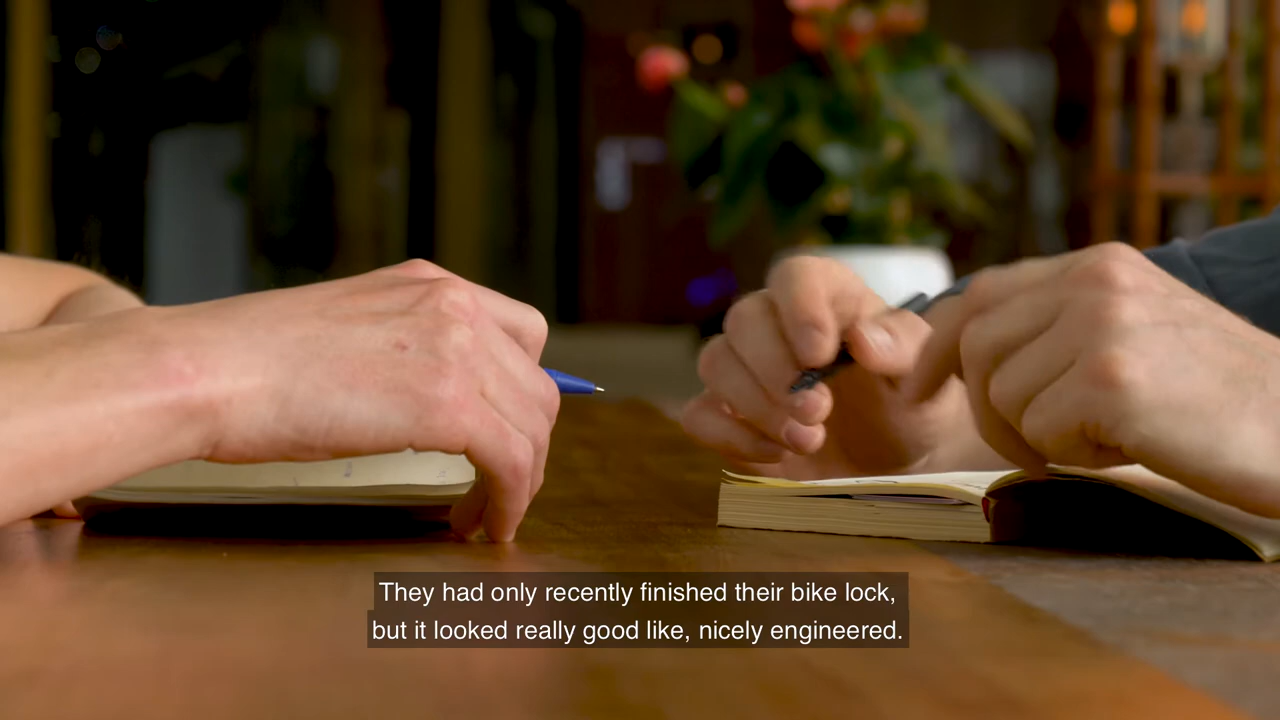 They had only recently finished their bike lock,
but it looked really good like, nicely engineered.